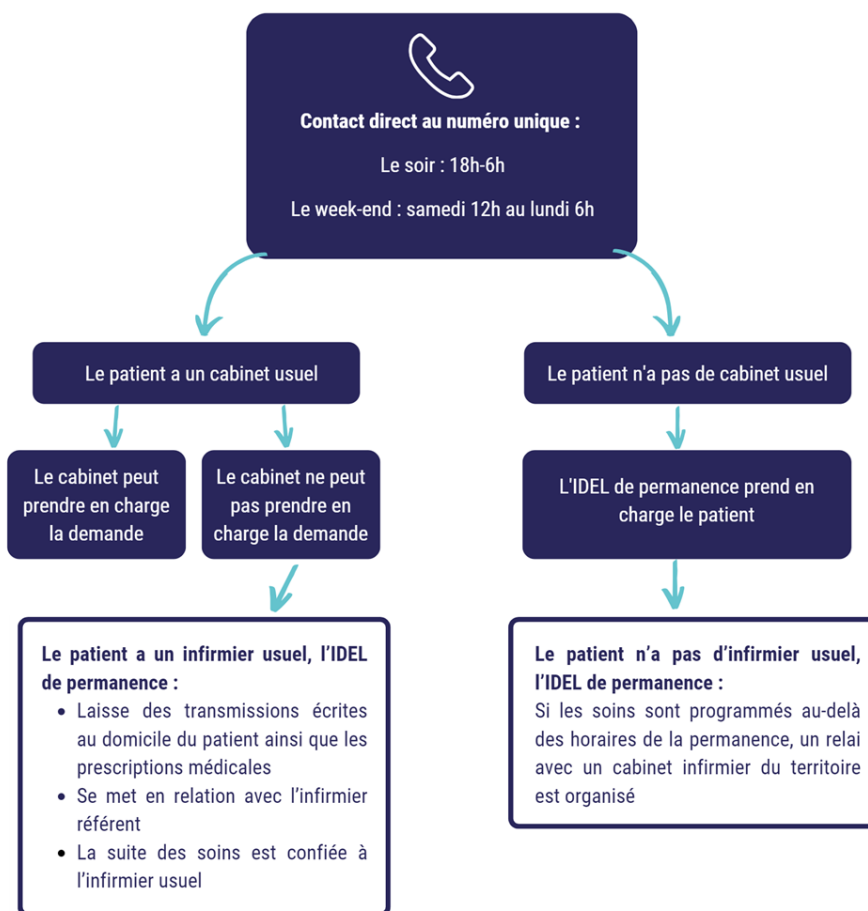 Contact direct au numéro unique :
Le soir : 18h-6h
Le week-end : samedi 12h au lundi 6h
Le patient a un cabinet usuel
Le patient n'a pas de cabinet usuel
Le cabinet peut
prendre en charge
la demande
Le cabinet ne peut
pas prendre en
charge la demande
L'IDEL de permanence prend en
charge le patient
Le patient a un infirmier usuel, l’IDEL
de permanence :
• Laisse des transmissions écrites
au domicile du patient ainsi que les
prescriptions médicales
• Se met en relation avec l’infirmier
référent
• La suite des soins est confiée à
l’infirmier usuel
Le patient n’a pas d’infirmier usuel,
l’IDEL de permanence :
Si les soins sont programmés au-delà
des horaires de la permanence, un relai
avec un cabinet infirmier du territoire
est organisé